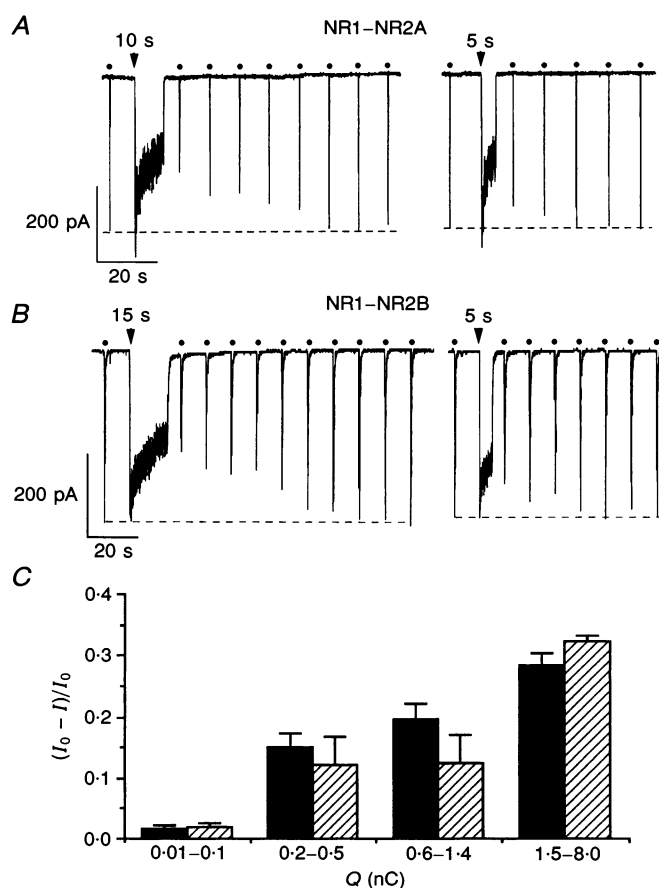 A
10 s
NR1–NR2A
5 s
200 pA
20 s
B
15 s
NR1–NR2B
5 s
200 pA
20 s
C
0·4
0·3
0·2
0·1
0·0
(I₀ – I)/I₀
0·01–0·1 0·2–0·5 0·6–1·4 1·5–8·0
Q (nC)